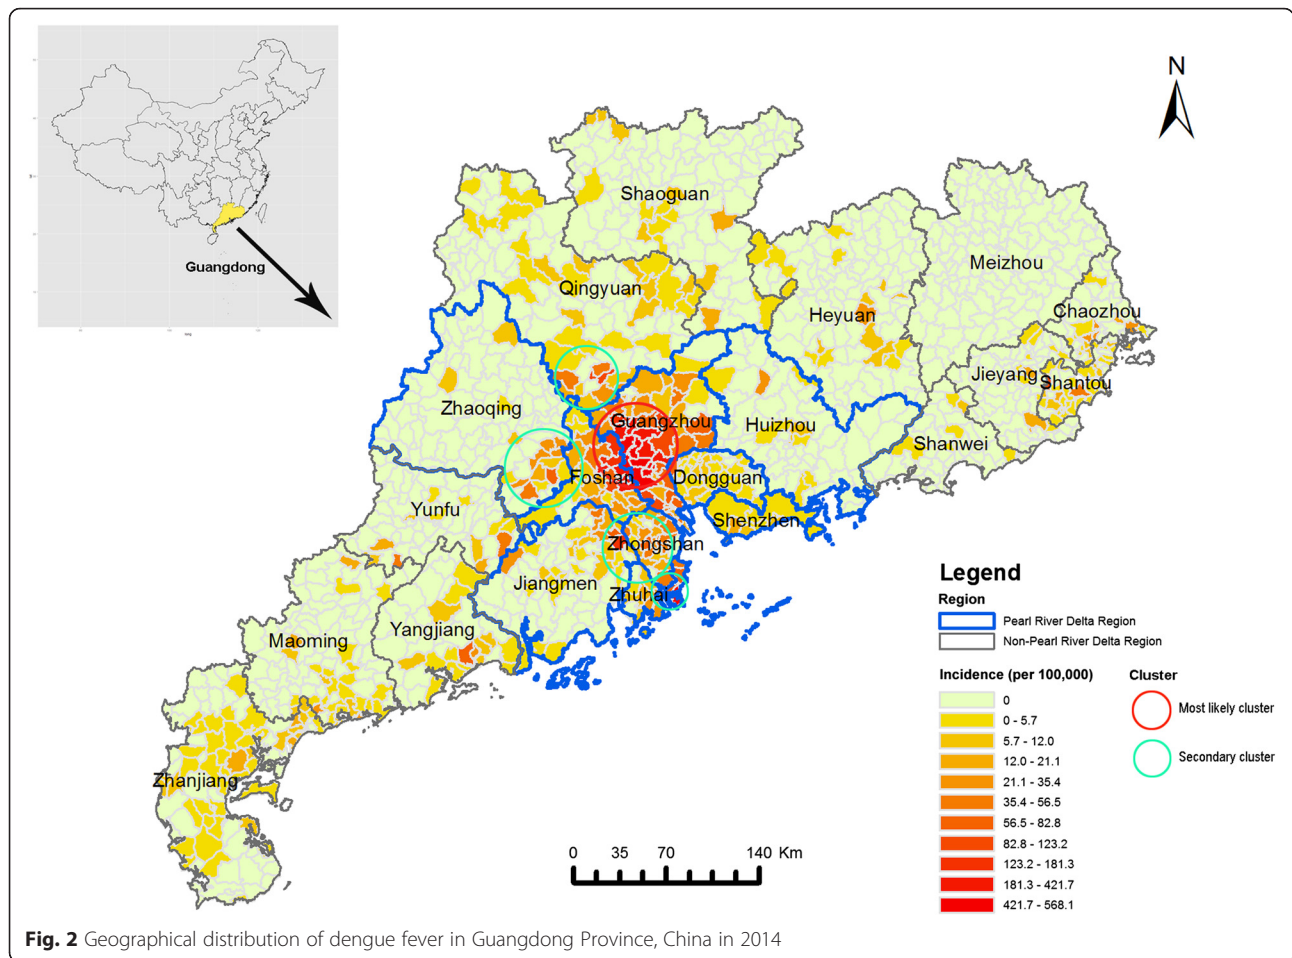 Guangdong
N
Shaoguan
Meizhou
Qingyuan
Heyuan
Chaozhou
Jieyang
Shantou
Zhaoqing
Guangzhou
Huizhou
Shanwei
Foshan
Dongguan
Yunfu
Shenzhen
Zhongshan
Jiangmen
Zhuhai
Yangjiang
Maoming
Zhanjiang
Legend
Region
Pearl River Delta Region
Non-Pearl River Delta Region
Incidence (per 100,000)
0
0 - 5.7
5.7 - 12.0
12.0 - 21.1
21.1 - 35.4
35.4 - 56.5
56.5 - 82.8
82.8 - 123.2
123.2 - 181.3
181.3 - 421.7
421.7 - 568.1
Cluster
Most likely cluster
Secondary cluster
0 35 70 140 Km
Fig. 2 Geographical distribution of dengue fever in Guangdong Province, China in 2014